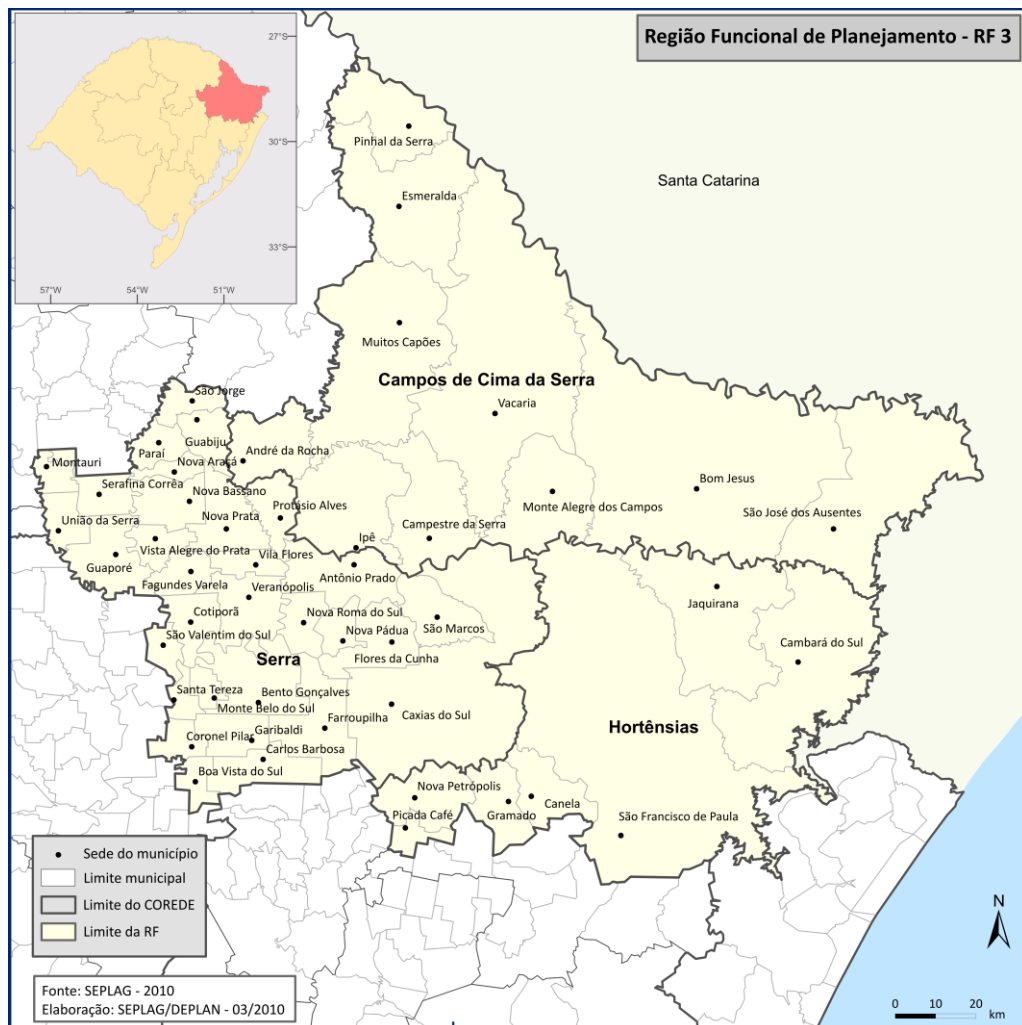 Região Funcional de Planejamento - RF 3
27°S
30°S
33°S
57°W
54°W
51°W
Santa Catarina
Pinhal da Serra
Esmeralda
Muitos Capões
Campos de Cima da Serra
Vacaria
São Jorge
Guabiju
Paraí
André da Rocha
Montauri
Nova Araçá
Serafina Corrêa
Nova Bassano
Bom Jesus
Monte Alegre dos Campos
Protásio Alves
União da Serra
Nova Prata
Campestre da Serra
São José dos Ausentes
Ipê
Vista Alegre do Prata
Vila Flores
Guaporé
Antônio Prado
Fagundes Varela
Veranópolis
Jaquirana
Cotiporã
Nova Roma do Sul
São Marcos
São Valentim do Sul
Nova Pádua
Cambará do Sul
Serra
Flores da Cunha
Santa Tereza
Bento Gonçalves
Monte Belo do Sul
Farroupilha
Caxias do Sul
Hortênsias
Coronel Pilar
Garibaldi
Carlos Barbosa
Boa Vista do Sul
Nova Petrópolis
Canela
Picada Café
Gramado
São Francisco de Paula
Sede do município
Limite municipal
Limite do COREDE
Limite da RF
N
Fonte: SEPLAG - 2010
Elaboração: SEPLAG/DEPLAN - 03/2010
0 10 20
km